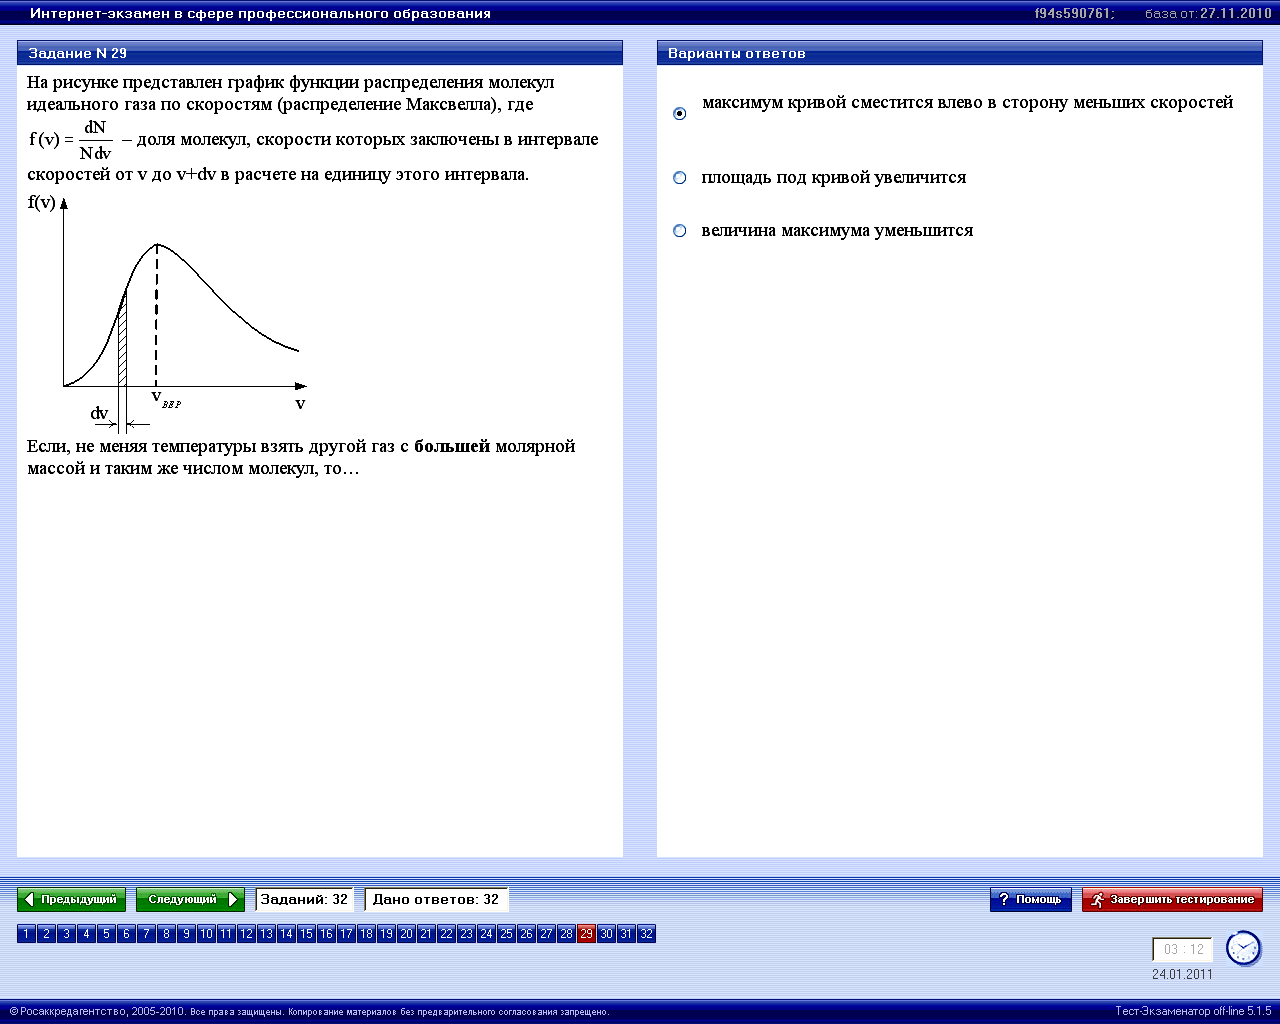 Интернет-экзамен в сфере профессионального образования
f94s590761; база от: 27.11.2010
Задание N 29
На рисунке представлен график функции распределения молекул
идеального газа по скоростям (распределение Максвелла), где
f (v) = dN / Ndv – доля молекул, скорости которых заключены в интервале
скоростей от v до v+dv в расчете на единицу этого интервала.
f(v)
v ВЕР
v
dv
Если, не меняя температуры взять другой газ с большей молярной
массой и таким же числом молекул, то…
Варианты ответов
максимум кривой сместится влево в сторону меньших скоростей
площадь под кривой увеличится
величина максимума уменьшится
Предыдущий Следующий Заданий: 32 Дано ответов: 32 ? Помощь Завершить тестирование
1 2 3 4 5 6 7 8 9 10 11 12 13 14 15 16 17 18 19 20 21 22 23 24 25 26 27 28 29 30 31 32
03 : 12
24.01.2011
© Росаккредагентство, 2005-2010. Все права защищены. Копирование материалов без предварительного согласования запрещено.
Тест-Экзаменатор off-line 5.1.5